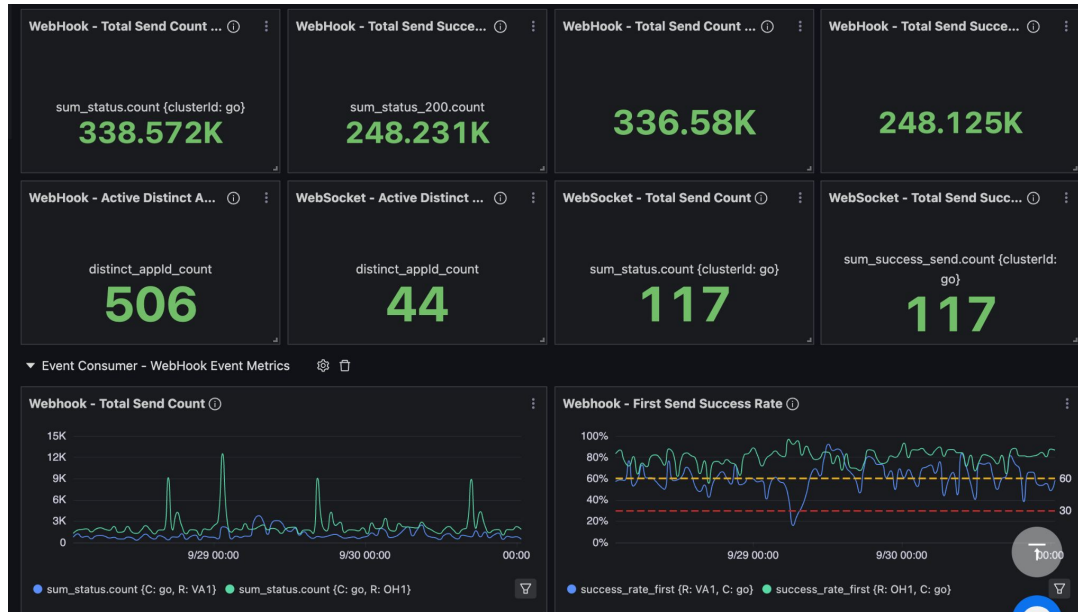 WebHook - Total Send Count ...
WebHook - Total Send Succe...
WebHook - Total Send Count ...
WebHook - Total Send Succe...
sum_status.count {clusterId: go}
338.572K
sum_status_200.count
248.231K
336.58K
248.125K
WebHook - Active Distinct A...
WebSocket - Active Distinct ...
WebSocket - Total Send Count
WebSocket - Total Send Succ...
distinct_appId_count
506
distinct_appId_count
44
sum_status.count {clusterId: go}
117
sum_success_send.count {clusterId:
go}
117
Event Consumer - WebHook Event Metrics
Webhook - Total Send Count
15K
12K
9K
6K
3K
0
9/29 00:00
9/30 00:00
00:00
sum_status.count {C: go, R: VA1}
sum_status.count {C: go, R: OH1}
Webhook - First Send Success Rate
100%
80%
60%
40%
20%
0%
60
30
9/29 00:00
9/30 00:00
success_rate_first {R: VA1, C: go}
success_rate_first {R: OH1, C: go}